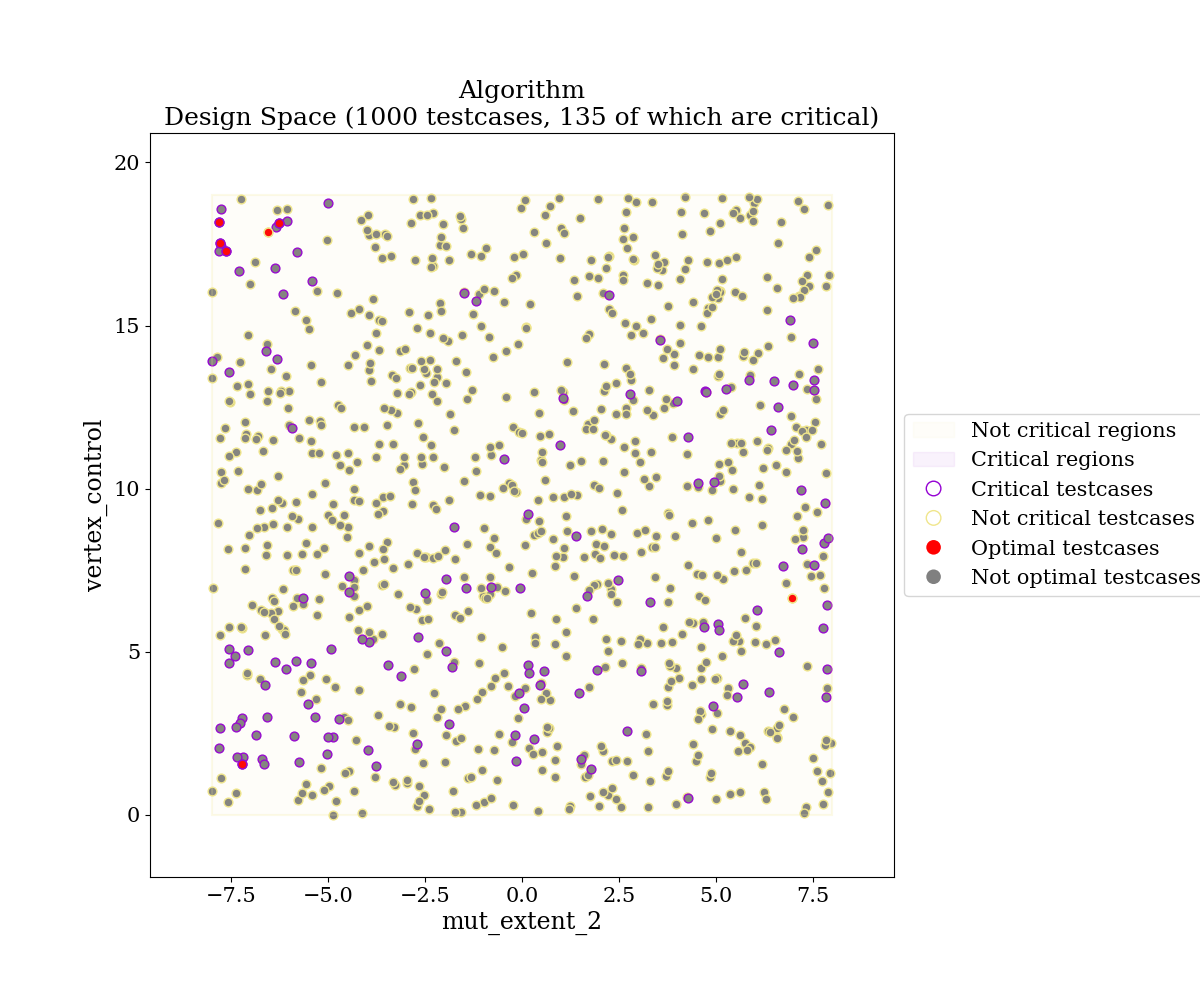 Algorithm
Design Space (1000 testcases, 135 of which are critical)
20
15
10
5
0
vertex_control
−7.5 −5.0 −2.5 0.0 2.5 5.0 7.5
mut_extent_2
Not critical regions
Critical regions
Critical testcases
Not critical testcases
Optimal testcases
Not optimal testcases